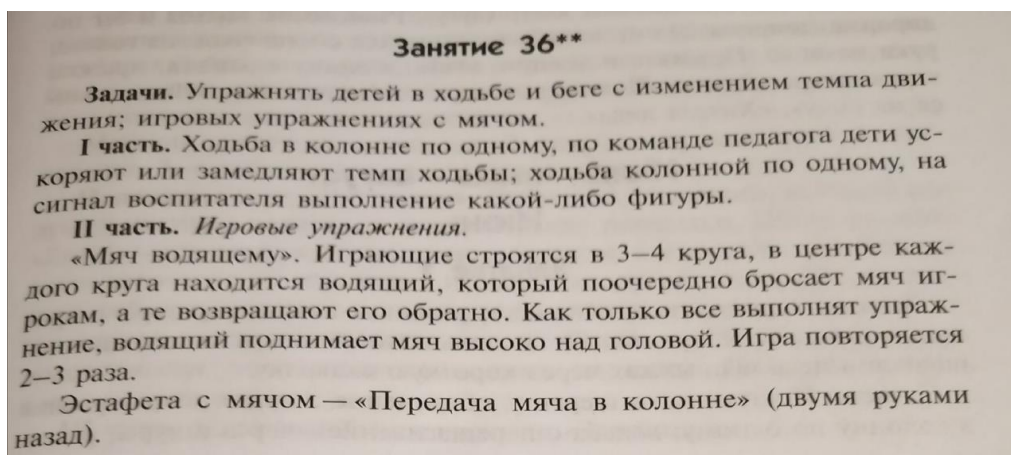 Занятие 36**
Задачи. Упражнять детей в ходьбе и беге с изменением темпа дви-
жения; игровых упражнениях с мячом.
I часть. Ходьба в колонне по одному, по команде педагога дети ус-
коряют или замедляют темп ходьбы; ходьба колонной по одному, на
сигнал воспитателя выполнение какой-либо фигуры.
II часть. Игровые упражнения.
«Мяч водящему». Играющие строятся в 3–4 круга, в центре каж-
дого круга находится водящий, который поочередно бросает мяч иг-
рокам, а те возвращают его обратно. Как только все выполнят упраж-
нение, водящий поднимает мяч высоко над головой. Игра повторяется
2–3 раза.
Эстафета с мячом — «Передача мяча в колонне» (двумя руками
назад).